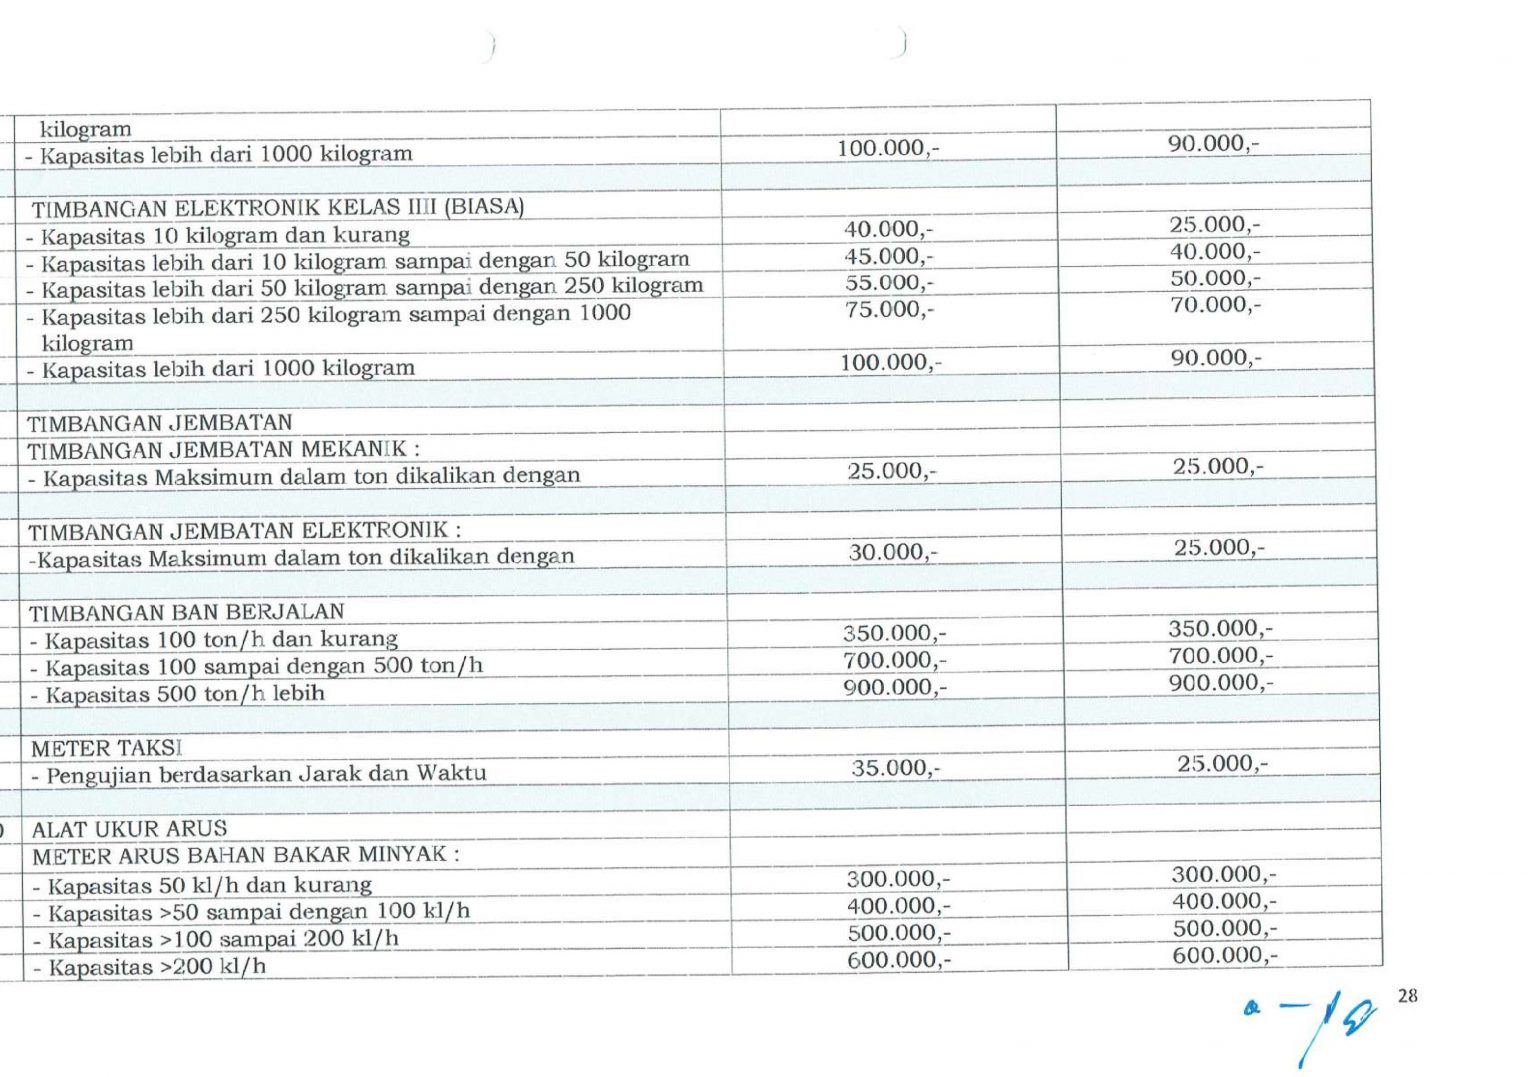 kilogram
- Kapasitas lebih dari 1000 kilogram 100.000,- 90.000,-
TIMBANGAN ELEKTRONIK KELAS IIII (BIASA)
- Kapasitas 10 kilogram dan kurang 40.000,- 25.000,-
- Kapasitas lebih dari 10 kilogram sampai dengan 50 kilogram 45.000,- 40.000,-
- Kapasitas lebih dari 50 kilogram sampai dengan 250 kilogram 55.000,- 50.000,-
- Kapasitas lebih dari 250 kilogram sampai dengan 1000 75.000,- 70.000,-
kilogram
- Kapasitas lebih dari 1000 kilogram 100.000,- 90.000,-
TIMBANGAN JEMBATAN
TIMBANGAN JEMBATAN MEKANIK :
- Kapasitas Maksimum dalam ton dikalikan dengan 25.000,- 25.000,-
TIMBANGAN JEMBATAN ELEKTRONIK :
-Kapasitas Maksimum dalam ton dikalikan dengan 30.000,- 25.000,-
TIMBANGAN BAN BERJALAN
- Kapasitas 100 ton/h dan kurang 350.000,- 350.000,-
- Kapasitas 100 sampai dengan 500 ton/h 700.000,- 700.000,-
- Kapasitas 500 ton/h lebih 900.000,- 900.000,-
METER TAKSI
- Pengujian berdasarkan Jarak dan Waktu 35.000,- 25.000,-
ALAT UKUR ARUS
METER ARUS BAHAN BAKAR MINYAK :
- Kapasitas 50 kl/h dan kurang 300.000,- 300.000,-
- Kapasitas >50 sampai dengan 100 kl/h 400.000,- 400.000,-
- Kapasitas >100 sampai 200 kl/h 500.000,- 500.000,-
- Kapasitas >200 kl/h 600.000,- 600.000,-
28